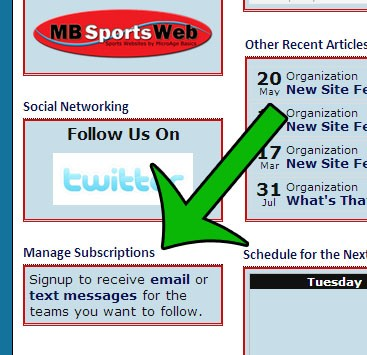 MB SportsWeb
Sports Websites by MicroAge Basics
Social Networking
Follow Us On
twitter
Manage Subscriptions
Signup to receive email or
text messages for the
teams you want to follow.
Other Recent Articles
20 May
Organization
New Site Fe
Organization
New Site Fe
17 Mar
Organization
New Site Fe
31 Jul
Organization
What's Tha
Schedule for the Next
Tuesday